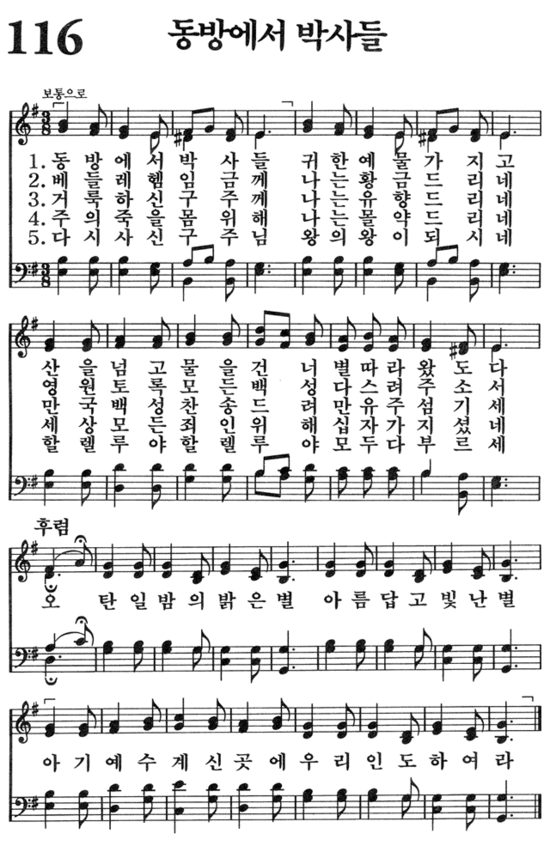 116 동방에서 박사들
보통으로
1. 동 방 에 서 박 사 들 귀 한 예 물 가 지 고
2. 베 들 레 헴 임 금 께 나 는 황 금 드 리 네
3. 거 룩 하 신 구 주 께 나 는 유 향 드 리 네
4. 주 의 죽 을 몸 위 해 나 는 몰 약 드 리 네
5. 다 시 사 신 구 주 님 왕 의 왕 이 되 시 네
산 을 넘 고 물 을 건 너 별 따 라 왔 도 다
영 원 토 록 모 든 백 성 다 스 려 주 소 서
만 국 백 성 찬 송 드 려 만 유 주 섬 기 세
세 상 모 든 죄 인 위 해 십 자 가 지 셨 네
할 렐 루 야 할 렐 루 야 모 두 다 부 르 세
후렴
오 탄 일 밤 의 밝 은 별 아 름 답 고 빛 난 별
아 기 예 수 계 신 곳 에 우 리 인 도 하 여 라